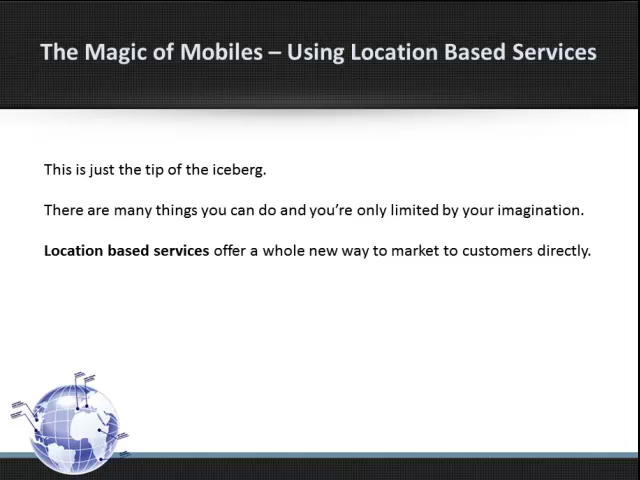 The Magic of Mobiles – Using Location Based Services
This is just the tip of the iceberg.
There are many things you can do and you’re only limited by your imagination.
Location based services offer a whole new way to market to customers directly.